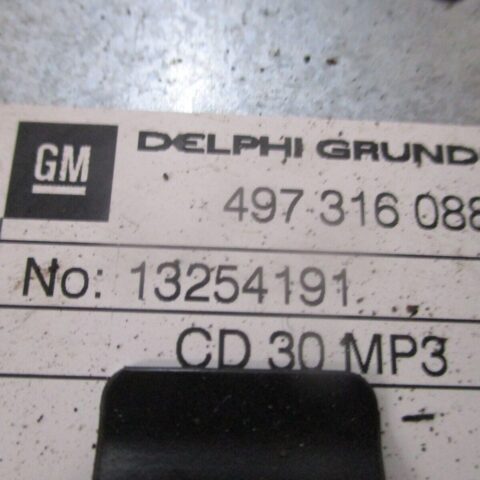 GM
DELPHI GRUND
497 316 088
No: 13254191
CD 30 MP3